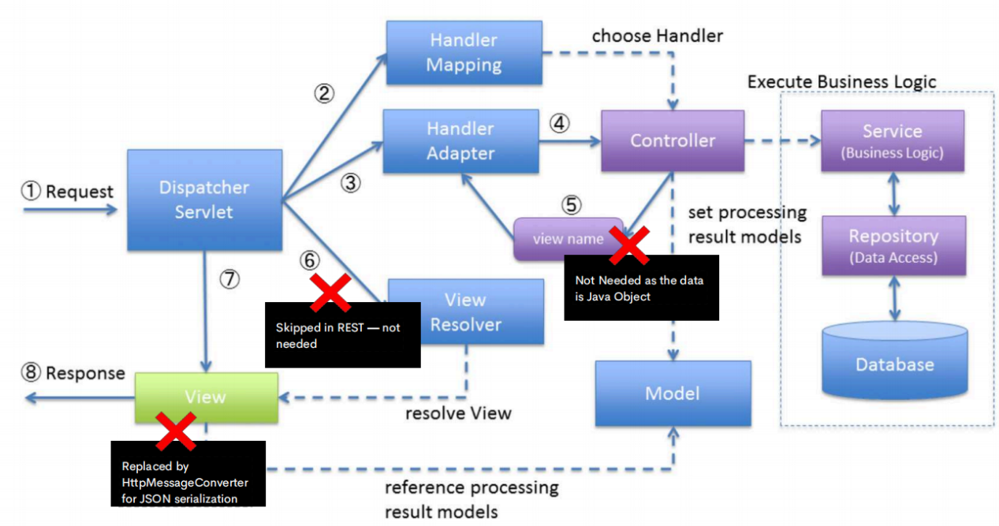 Handler
Mapping
choose Handler
Execute Business Logic
②
Handler
Adapter
④
Controller
Service
(Business Logic)
① Request
Dispatcher
Servlet
③
⑤
view name
set processing
result models
Repository
(Data Access)
⑥
⑦
Not Needed as the data
is Java Object
View
Resolver
Skipped in REST — not
needed
Database
⑧ Response
View
resolve View
Model
Replaced by
HttpMessageConverter
for JSON serialization
reference processing
result models